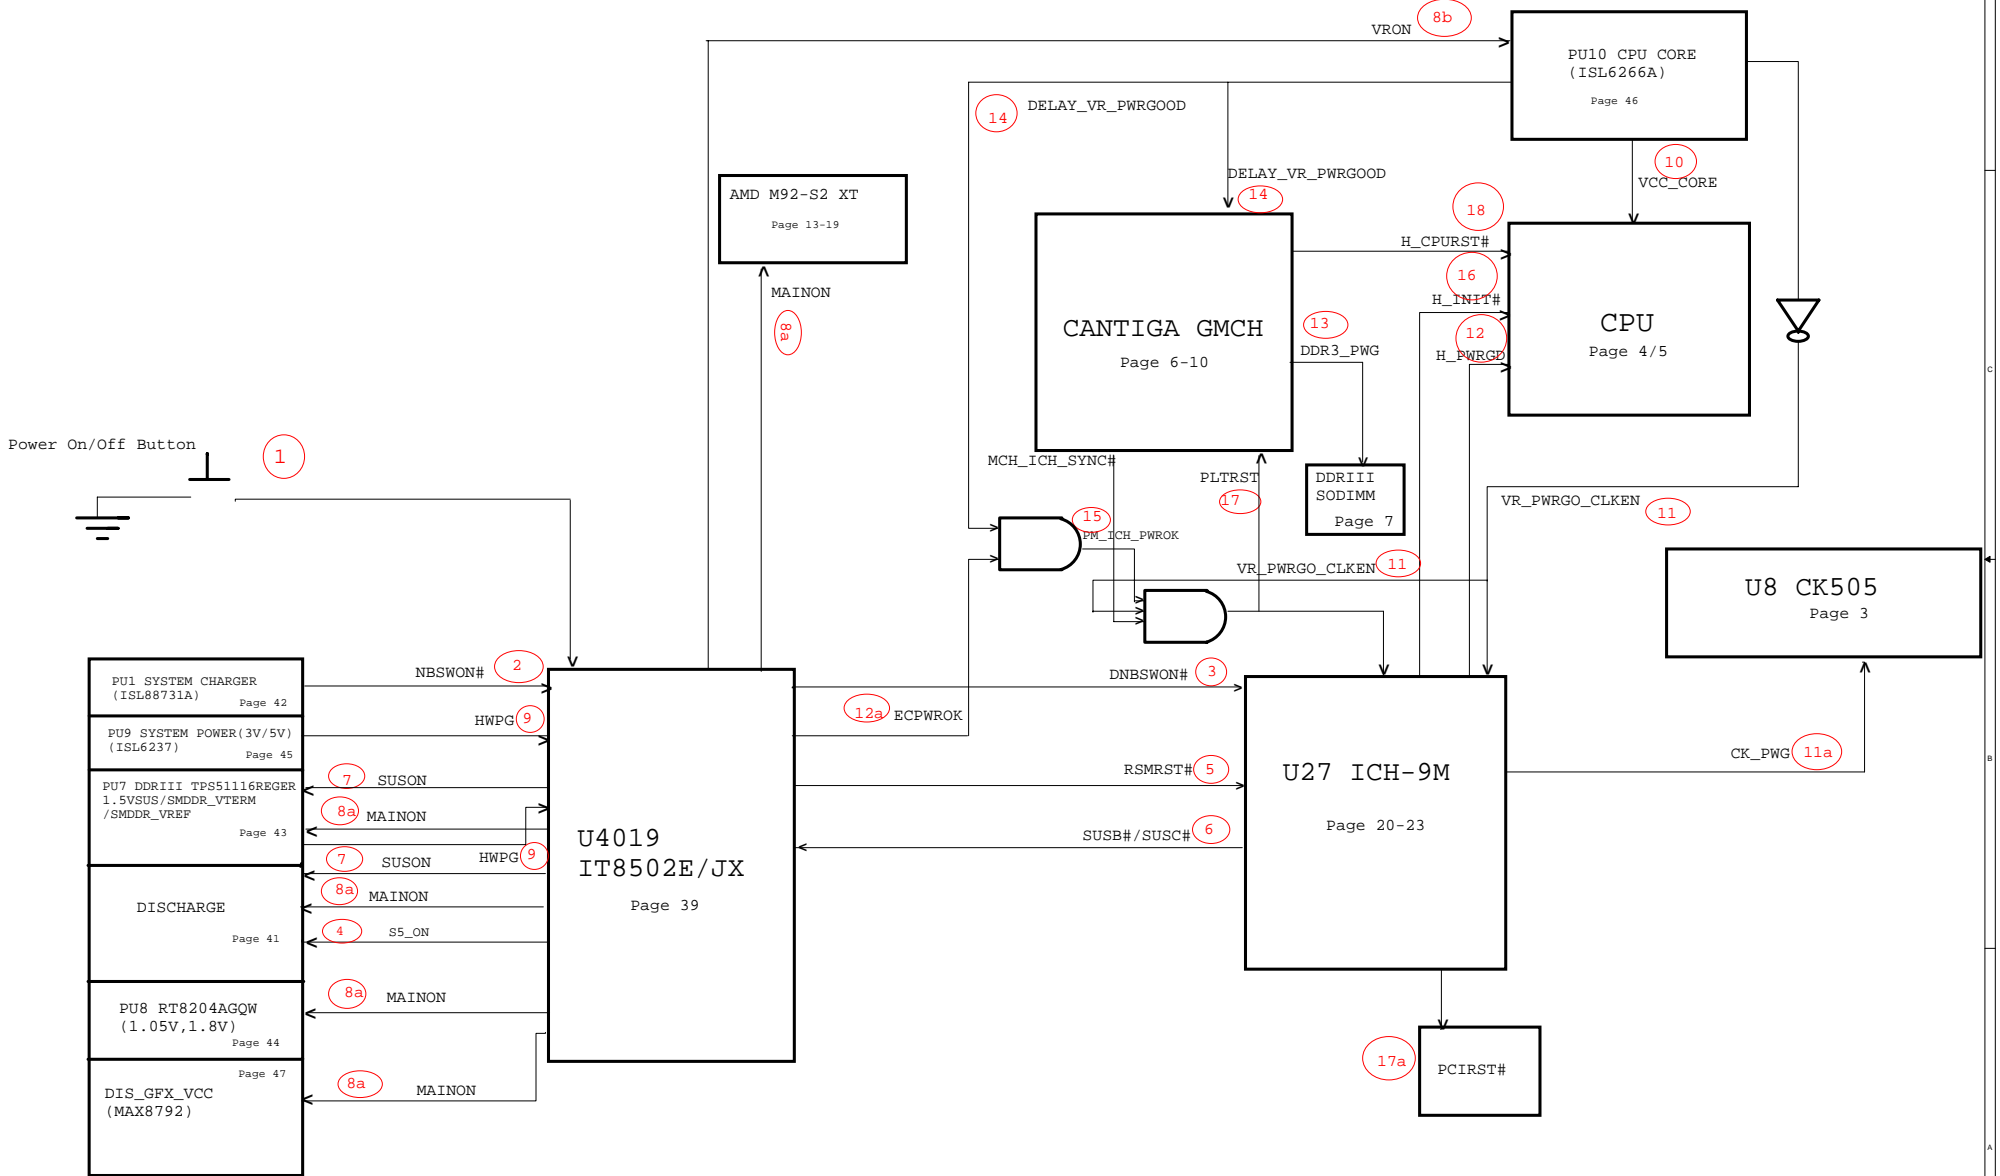 VRON
8b
PU10 CPU CORE
(ISL6266A)
Page 46
14
DELAY_VR_PWRGOOD
DELAY_VR_PWRGOOD
14
10
VCC_CORE
AMD M92-S2 XT
Page 13-19
MAINON
8a
18
H_CPURST#
16
H_INIT#
12
H_PWRGD
CANTIGA GMCH
Page 6-10
13
DDR3_PWG
CPU
Page 4/5
C
Power On/Off Button
1
MCH_ICH_SYNC#
PLTRST
17
DDRIII
SODIMM
Page 7
VR_PWRGO_CLKEN
11
15
PM_ICH_PWROK
VR_PWRGO_CLKEN
11
U8 CK505
Page 3
PU1 SYSTEM CHARGER
(ISL88731A)
Page 42
NBSWON#
2
DNBSWON#
3
PU9 SYSTEM POWER(3V/5V)
(ISL6237)
Page 45
HWPG
9
12a
ECPWROK
CK_PWG
11a
B
PU7 DDRIII TPS51116REGER
1.5VSUS/SMDDR_VTERM
/SMDDR_VREF
Page 43
7
SUSON
8a
MAINON
RSMRST#
5
U27 ICH-9M
Page 20-23
U4019
IT8502E/JX
Page 39
SUSB#/SUSC#
6
7
SUSON
HWPG
9
8a
MAINON
DISCHARGE
Page 41
4
S5_ON
8a
MAINON
PU8 RT8204AGQW
(1.05V,1.8V)
Page 44
Page 47
DIS_GFX_VCC
(MAX8792)
8a
MAINON
17a
PCIRST#
A